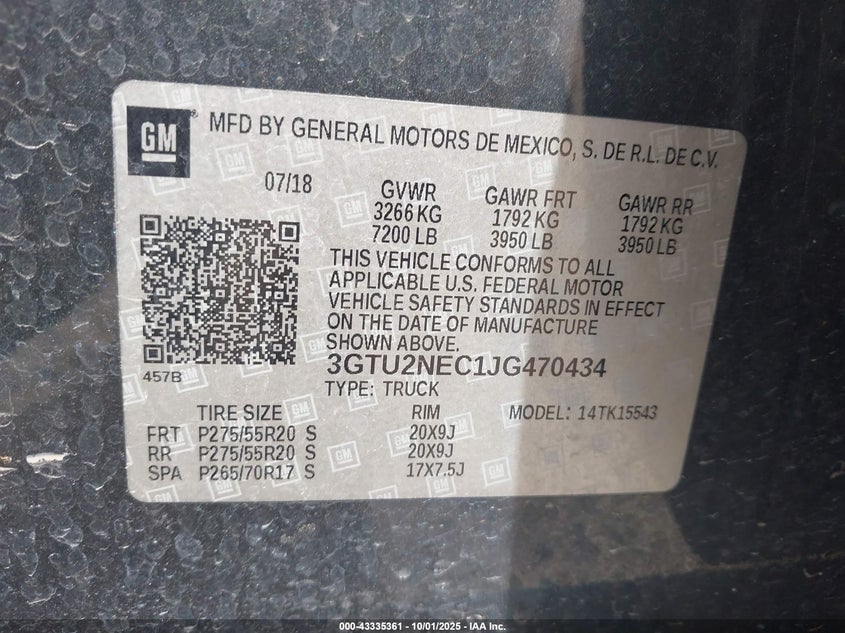 GM
MFD BY GENERAL MOTORS DE MEXICO, S. DE R.L. DE C.V.
07/18 GVWR GAWR FRT GAWR RR
3266 KG 1792 KG 1792 KG
7200 LB 3950 LB 3950 LB
THIS VEHICLE CONFORMS TO ALL
APPLICABLE U.S. FEDERAL MOTOR
VEHICLE SAFETY STANDARDS IN EFFECT
ON THE DATE OF MANUFACTURE
SHOWN ABOVE.
457B
3GTU2NEC1JG470434
TYPE: TRUCK
TIRE SIZE RIM MODEL: 14TK15543
FRT P275/55R20 S 20X9J
RR P275/55R20 S 20X9J
SPA P265/70R17 S 17X7.5J
000-43335361 - 10/01/2025 - IAA Inc.